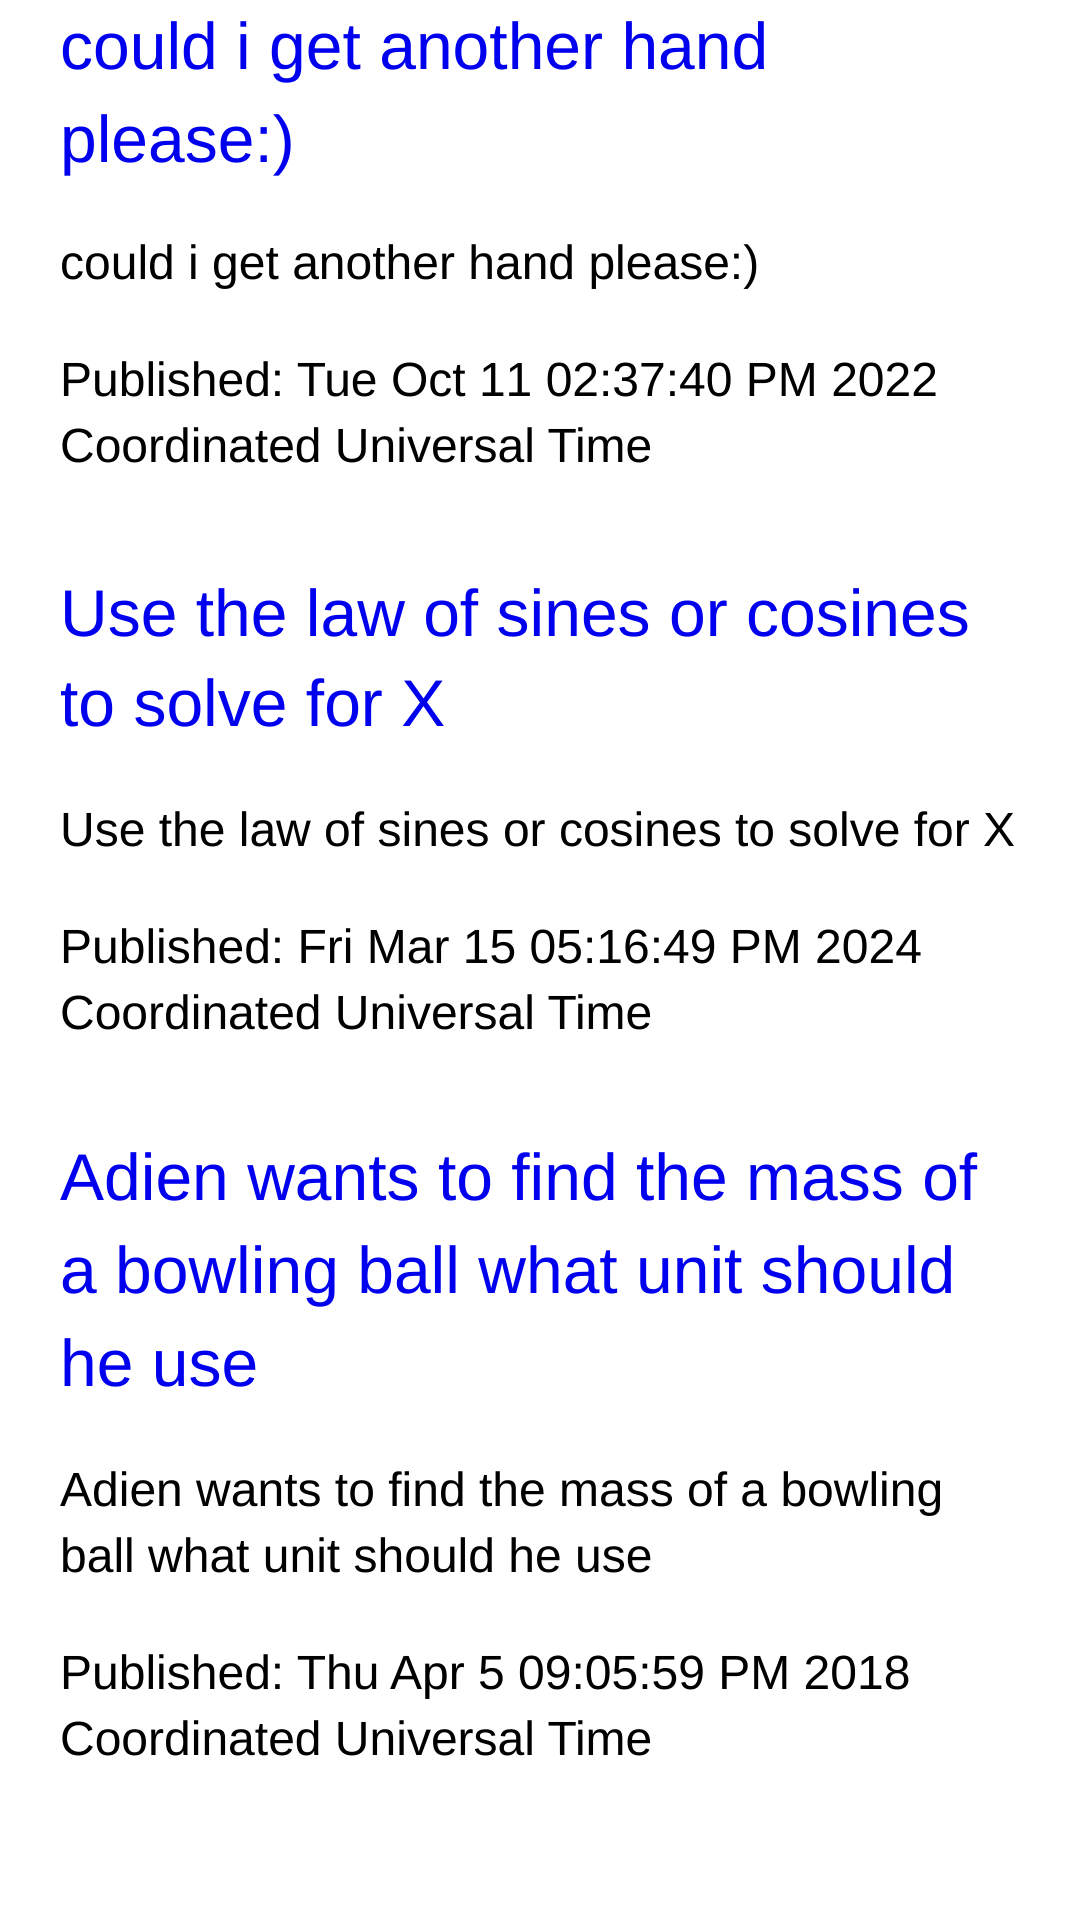 could i get another hand
please:)
could i get another hand please:)
Published: Tue Oct 11 02:37:40 PM 2022
Coordinated Universal Time
Use the law of sines or cosines
to solve for X
Use the law of sines or cosines to solve for X
Published: Fri Mar 15 05:16:49 PM 2024
Coordinated Universal Time
Adien wants to find the mass of
a bowling ball what unit should
he use
Adien wants to find the mass of a bowling
ball what unit should he use
Published: Thu Apr 5 09:05:59 PM 2018
Coordinated Universal Time